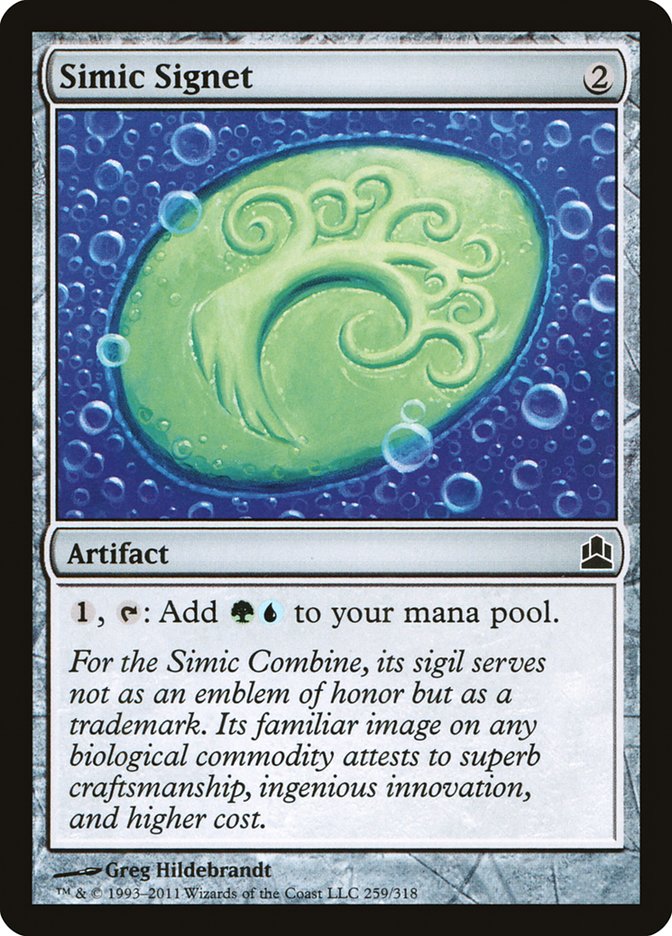 Simic Signet 2
Artifact
1, : Add to your mana pool.
For the Simic Combine, its sigil serves
not as an emblem of honor but as a
trademark. Its familiar image on any
biological commodity attests to superb
craftsmanship, ingenious innovation,
and higher cost.
Greg Hildebrandt
™ & © 1993–2011 Wizards of the Coast LLC 259/318